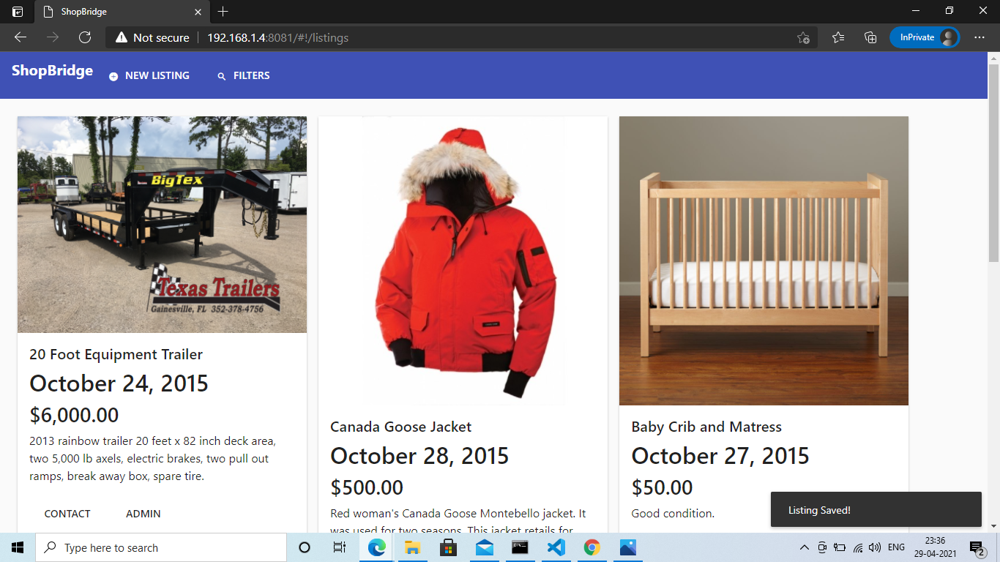 ShopBridge
Not secure
192.168.1.4:8081/#!/listings
InPrivate
ShopBridge
NEW LISTING
FILTERS
BigTex
Texas Trailers
Gainesville, FL 352-378-4756
20 Foot Equipment Trailer
October 24, 2015
$6,000.00
2013 rainbow trailer 20 feet x 82 inch deck area,
two 5,000 lb axels, electric brakes, two pull out
ramps, break away box, spare tire.
CONTACT
ADMIN
Canada Goose Jacket
October 28, 2015
$500.00
Red woman's Canada Goose Montebello jacket. It
was used for two seasons. This jacket retails for
Baby Crib and Matress
October 27, 2015
$50.00
Good condition.
Listing Saved!
Type here to search
ENG
23:36
29-04-2021
2